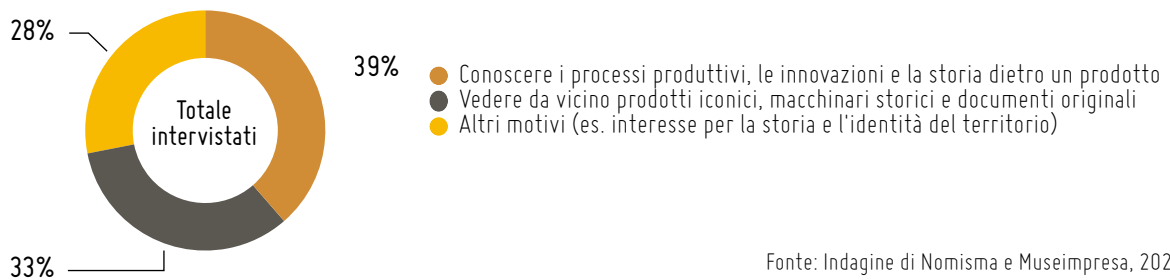 28%
39%
Totale
intervistati
33%
Conoscere i processi produttivi, le innovazioni e la storia dietro un prodotto
Vedere da vicino prodotti iconici, macchinari storici e documenti originali
Altri motivi (es. interesse per la storia e l'identità del territorio)
Fonte: Indagine di Nomisma e Museimpresa, 202